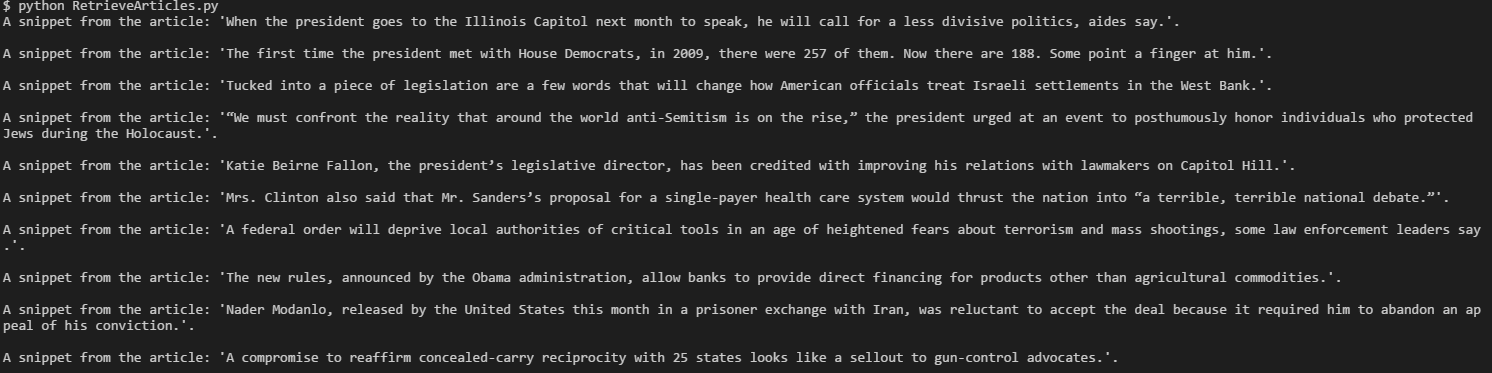 $ python RetrieveArticles.py
A snippet from the article: 'When the president goes to the Illinois Capitol next month to speak, he will call for a less divisive politics, aides say.'.
A snippet from the article: 'The first time the president met with House Democrats, in 2009, there were 257 of them. Now there are 188. Some point a finger at him.'.
A snippet from the article: 'Tucked into a piece of legislation are a few words that will change how American officials treat Israeli settlements in the West Bank.'.
A snippet from the article: '“We must confront the reality that around the world anti-Semitism is on the rise,” the president urged at an event to posthumously honor individuals who protected
Jews during the Holocaust.'.
A snippet from the article: 'Katie Beirne Fallon, the president’s legislative director, has been credited with improving his relations with lawmakers on Capitol Hill.'.
A snippet from the article: 'Mrs. Clinton also said that Mr. Sanders’s proposal for a single-payer health care system would thrust the nation into “a terrible, terrible national debate.”'.
A snippet from the article: 'A federal order will deprive local authorities of critical tools in an age of heightened fears about terrorism and mass shootings, some law enforcement leaders say
.'.
A snippet from the article: 'The new rules, announced by the Obama administration, allow banks to provide direct financing for products other than agricultural commodities.'.
A snippet from the article: 'Nader Modanlo, released by the United States this month in a prisoner exchange with Iran, was reluctant to accept the deal because it required him to abandon an ap
peal of his conviction.'.
A snippet from the article: 'A compromise to reaffirm concealed-carry reciprocity with 25 states looks like a sellout to gun-control advocates.'.